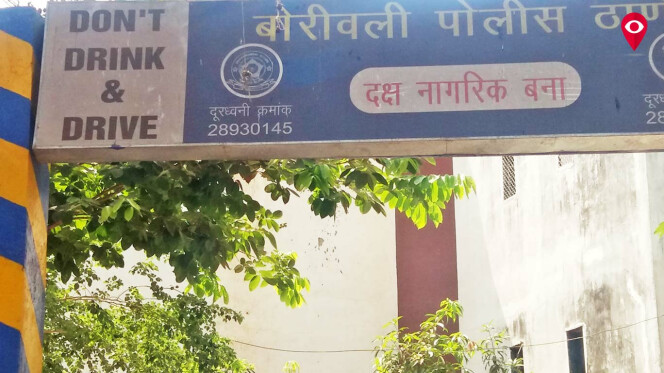 DON'T
DRINK
&
DRIVE
बोरीवली पोलीस
दक्ष नागरिक बना
दूरध्वनी क्रमांक
28930145